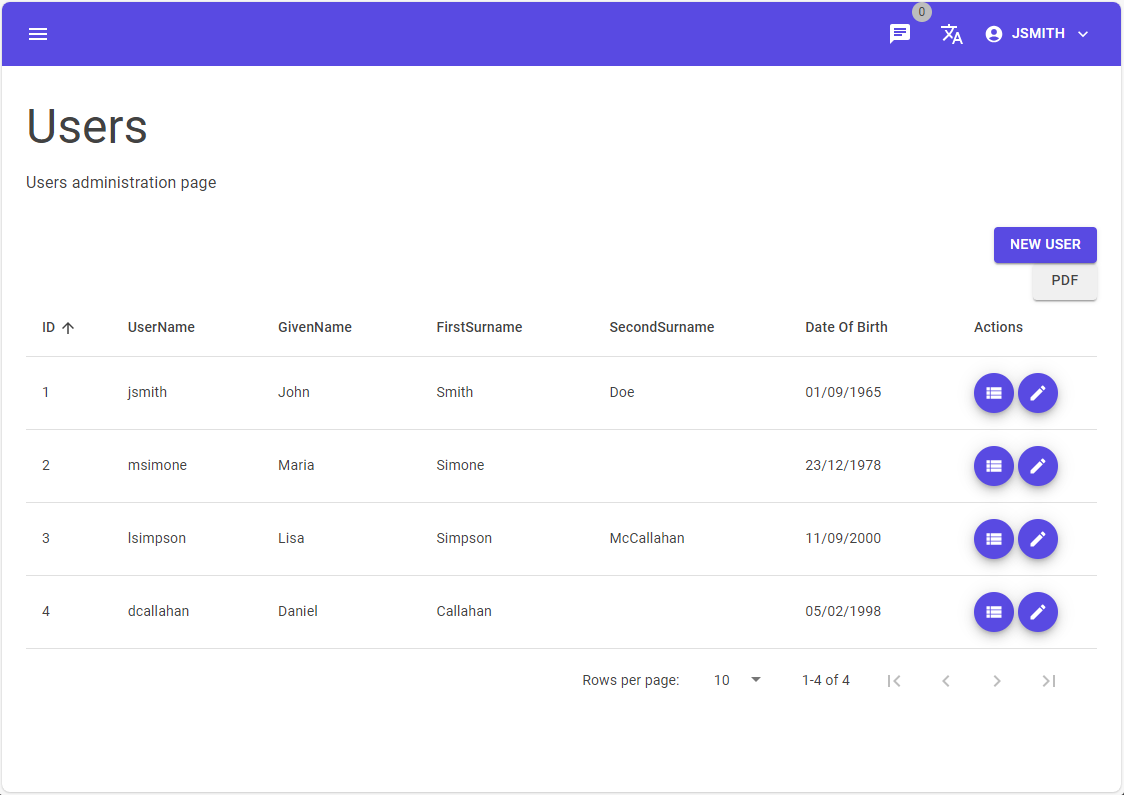 0
JSMITH
Users
Users administration page
NEW USER
PDF
ID UserName GivenName FirstSurname SecondSurname Date Of Birth Actions
1 jsmith John Smith Doe 01/09/1965
2 msimone Maria Simone 23/12/1978
3 lsimpson Lisa Simpson McCallahan 11/09/2000
4 dcallahan Daniel Callahan 05/02/1998
Rows per page: 10 1-4 of 4